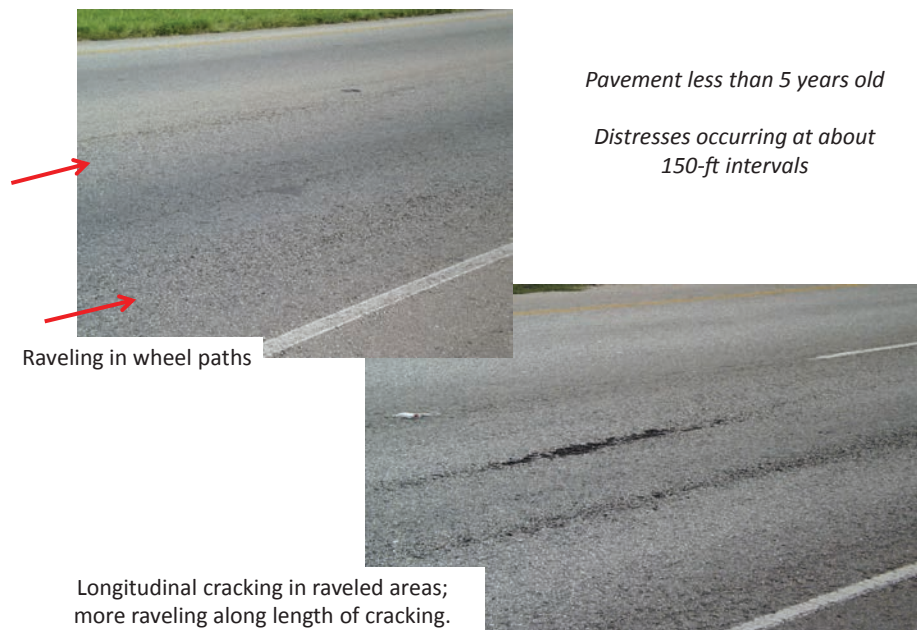 Pavement less than 5 years old
Distresses occurring at about
150-ft intervals
Raveling in wheel paths
Longitudinal cracking in raveled areas;
more raveling along length of cracking.